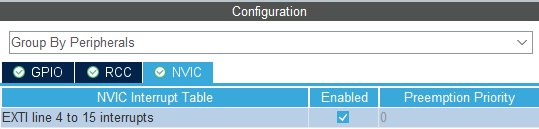 Configuration
Group By Peripherals
GPIO RCC NVIC
NVIC Interrupt Table Enabled Preemption Priority
EXTI line 4 to 15 interrupts 0